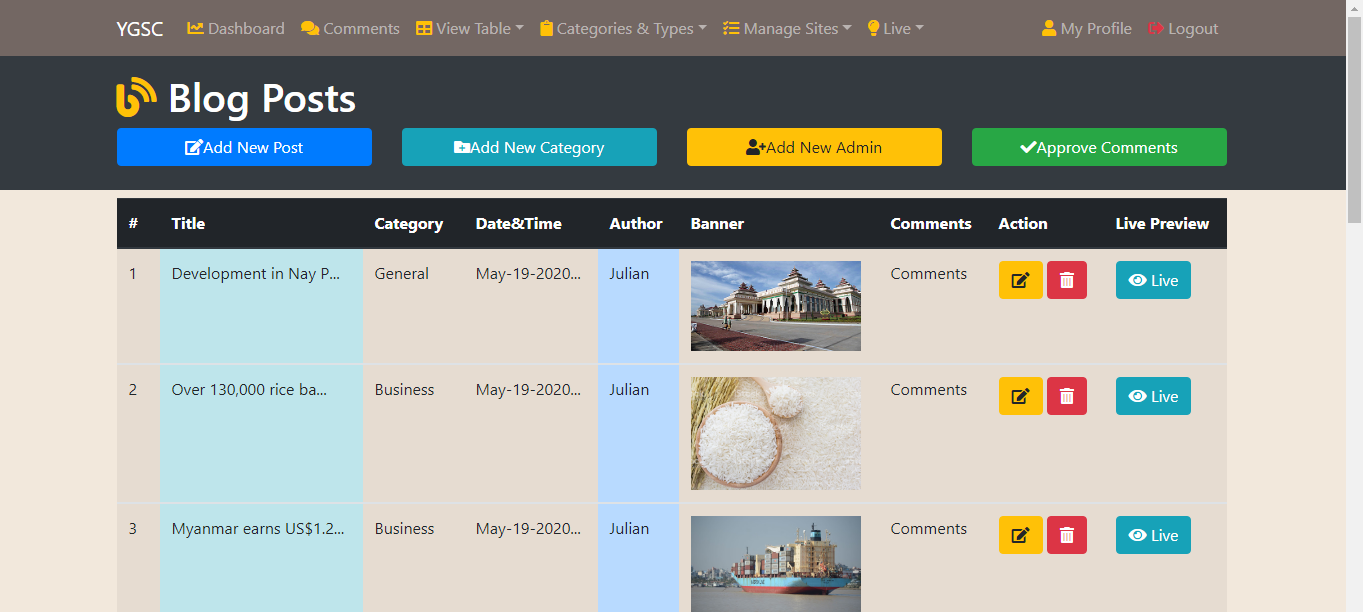 YGSC Dashboard Comments View Table Categories & Types Manage Sites Live My Profile Logout
Blog Posts
Add New Post Add New Category Add New Admin Approve Comments
# Title Category Date&Time Author Banner Comments Action Live Preview
1 Development in Nay P... General May-19-2020... Julian Comments Live
2 Over 130,000 rice ba... Business May-19-2020... Julian Comments Live
3 Myanmar earns US$1.2... Business May-19-2020... Julian Comments Live